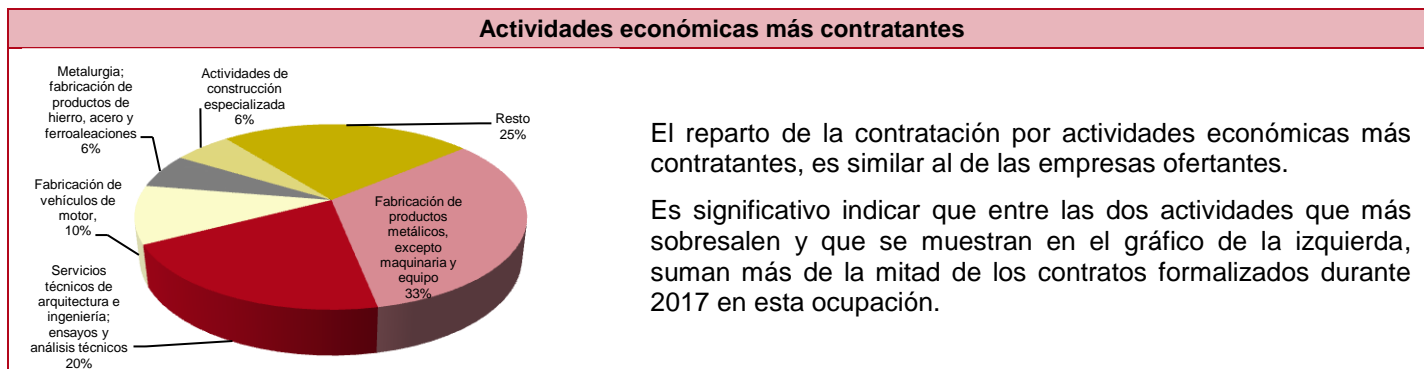 Actividades económicas más contratantes
Metalurgia;
fabricación de
productos de
hierro, acero y
ferroaleaciones
6%
Actividades de
construcción
especializada
6%
Resto
25%
Fabricación de
vehículos de
motor,
10%
Fabricación de
productos
metálicos,
excepto
maquinaria y
equipo
33%
Servicios
técnicos de
arquitectura e
ingeniería;
ensayos y
análisis técnicos
20%
El reparto de la contratación por actividades económicas más
contratantes, es similar al de las empresas ofertantes.
Es significativo indicar que entre las dos actividades que más
sobresalen y que se muestran en el gráfico de la izquierda,
suman más de la mitad de los contratos formalizados durante
2017 en esta ocupación.